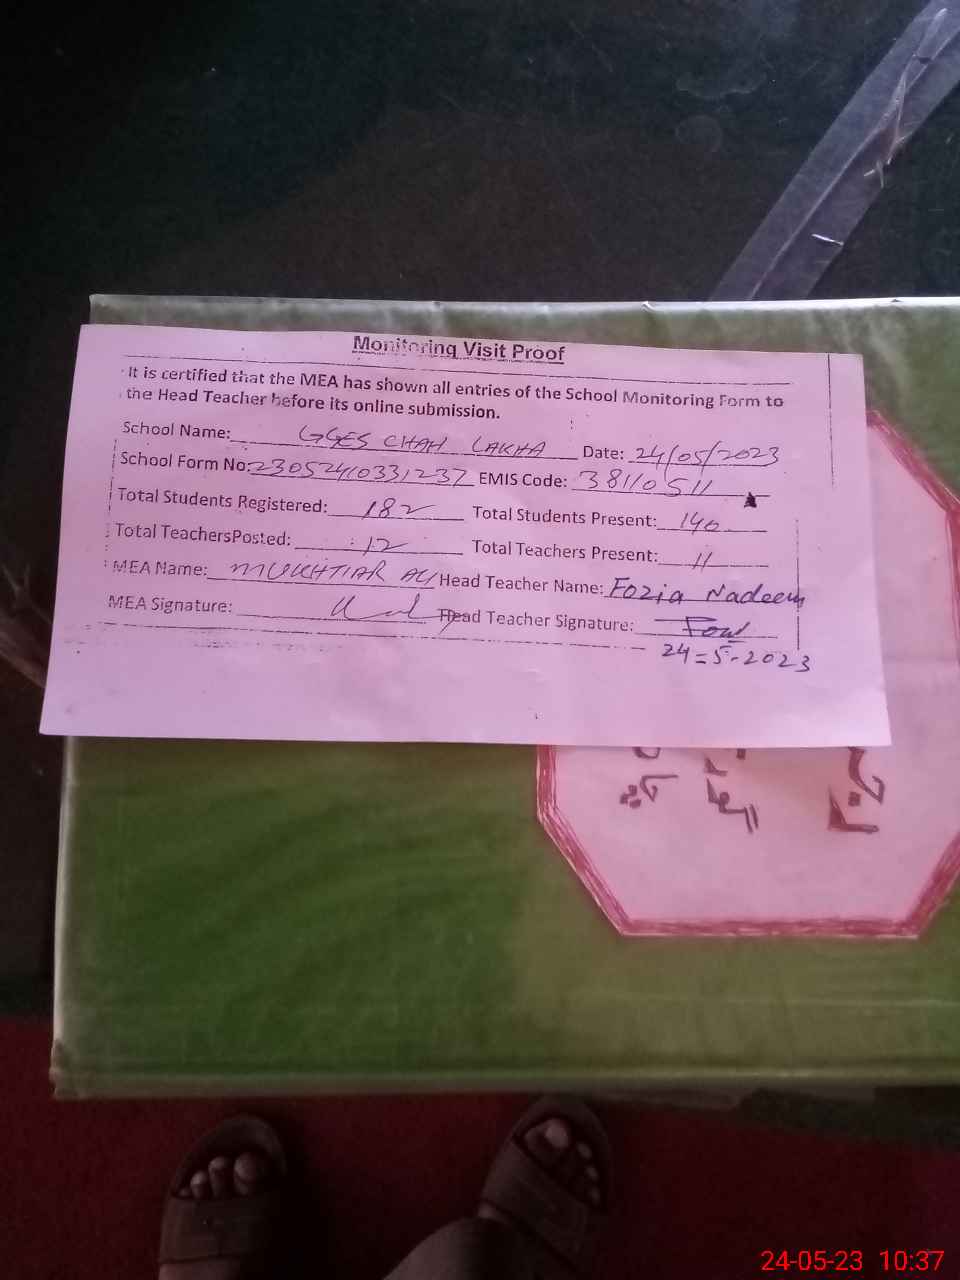 Monitoring Visit Proof
It is certified that the MEA has shown all entries of the School Monitoring Form to
the Head Teacher before its online submission.
School Name: GGES CHAH LAKHA Date: 24/05/2023
School Form No: 23052410331237 EMIS Code: 38110511
Total Students Registered: 182 Total Students Present: 140
Total TeachersPosted: 12 Total Teachers Present: 11
MEA Name: MUKHTIAR ALI Head Teacher Name: Fozia Nadeem
MEA Signature: Head Teacher Signature:
24-5-2023
24-05-23 10:37